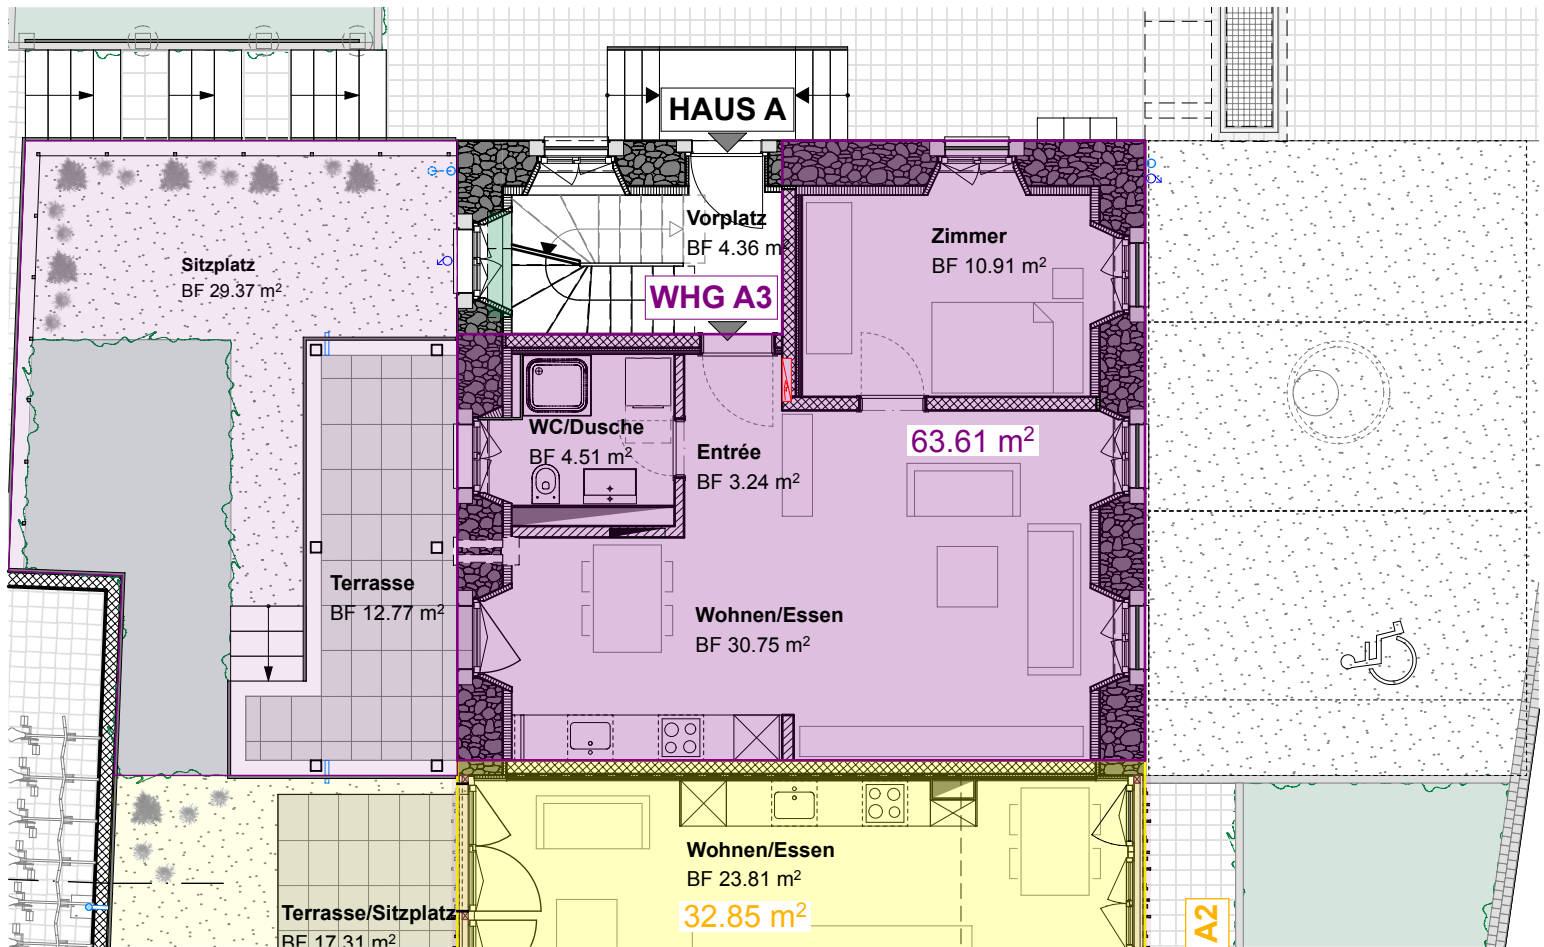 HAUS A
Vorplatz
BF 4.36 m²
Zimmer
BF 10.91 m²
Sitzplatz
BF 29.37 m²
WHG A3
WC/Dusche
BF 4.51 m²
Entrée
BF 3.24 m²
63.61 m²
Terrasse
BF 12.77 m²
Wohnen/Essen
BF 30.75 m²
Wohnen/Essen
BF 23.81 m²
32.85 m²
Terrasse/Sitzplatz
BF 17.31 m²
A2